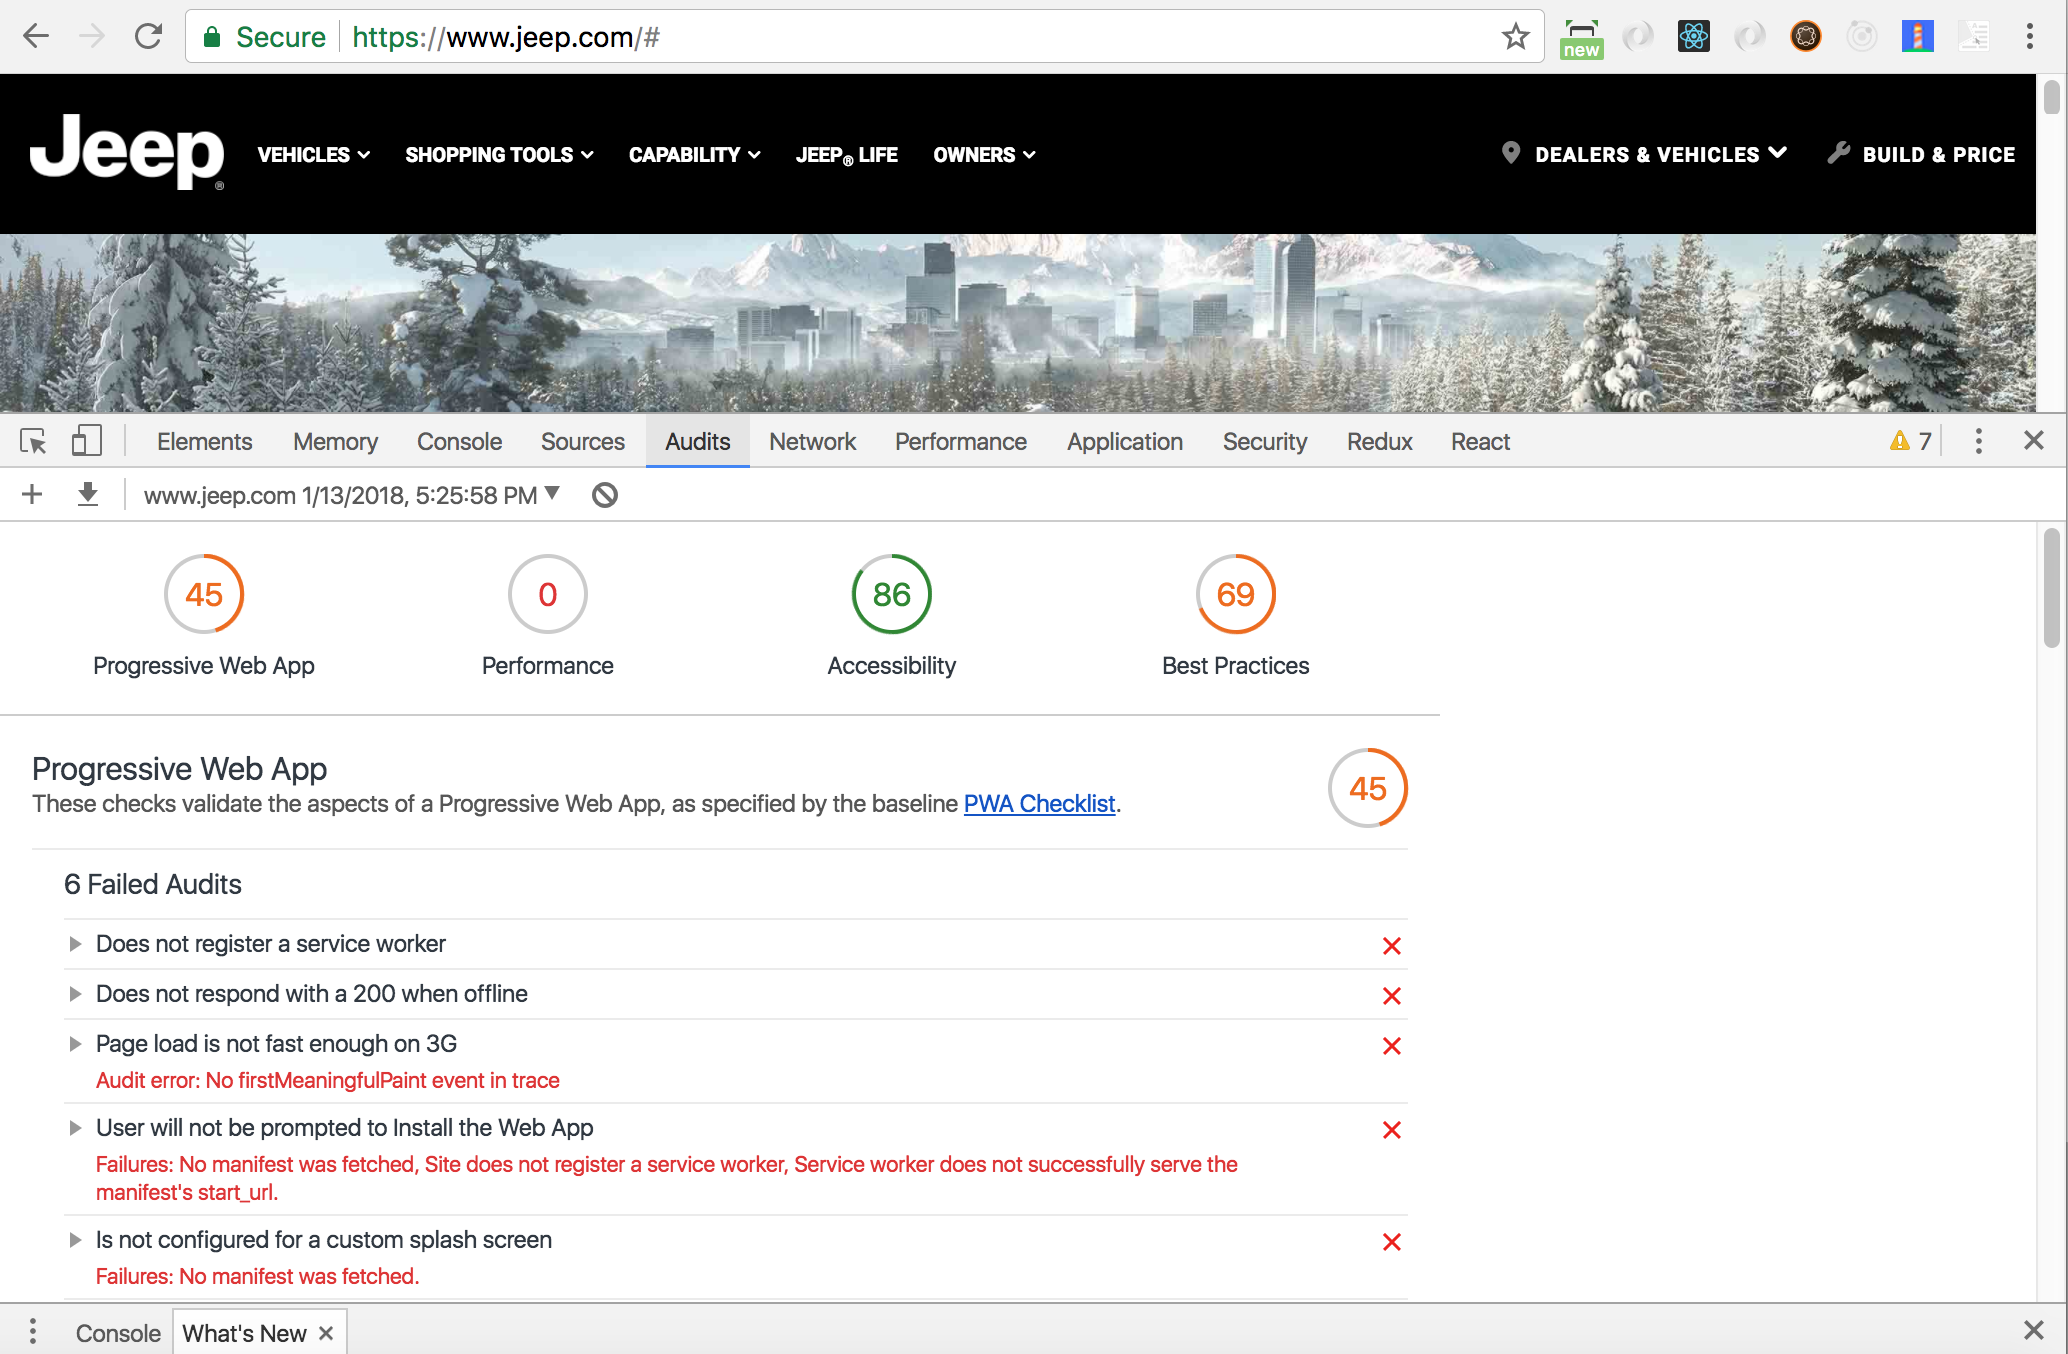 Secure https://www.jeep.com/#
new
Jeep®
VEHICLES SHOPPING TOOLS CAPABILITY JEEP® LIFE OWNERS DEALERS & VEHICLES BUILD & PRICE
Elements Memory Console Sources Audits Network Performance Application Security Redux React 7
www.jeep.com 1/13/2018, 5:25:58 PM
45 0 86 69
Progressive Web App Performance Accessibility Best Practices
Progressive Web App
These checks validate the aspects of a Progressive Web App, as specified by the baseline PWA Checklist.
45
6 Failed Audits
Does not register a service worker
Does not respond with a 200 when offline
Page load is not fast enough on 3G
Audit error: No firstMeaningfulPaint event in trace
User will not be prompted to Install the Web App
Failures: No manifest was fetched, Site does not register a service worker, Service worker does not successfully serve the
manifest's start_url.
Is not configured for a custom splash screen
Failures: No manifest was fetched.
Console What's New